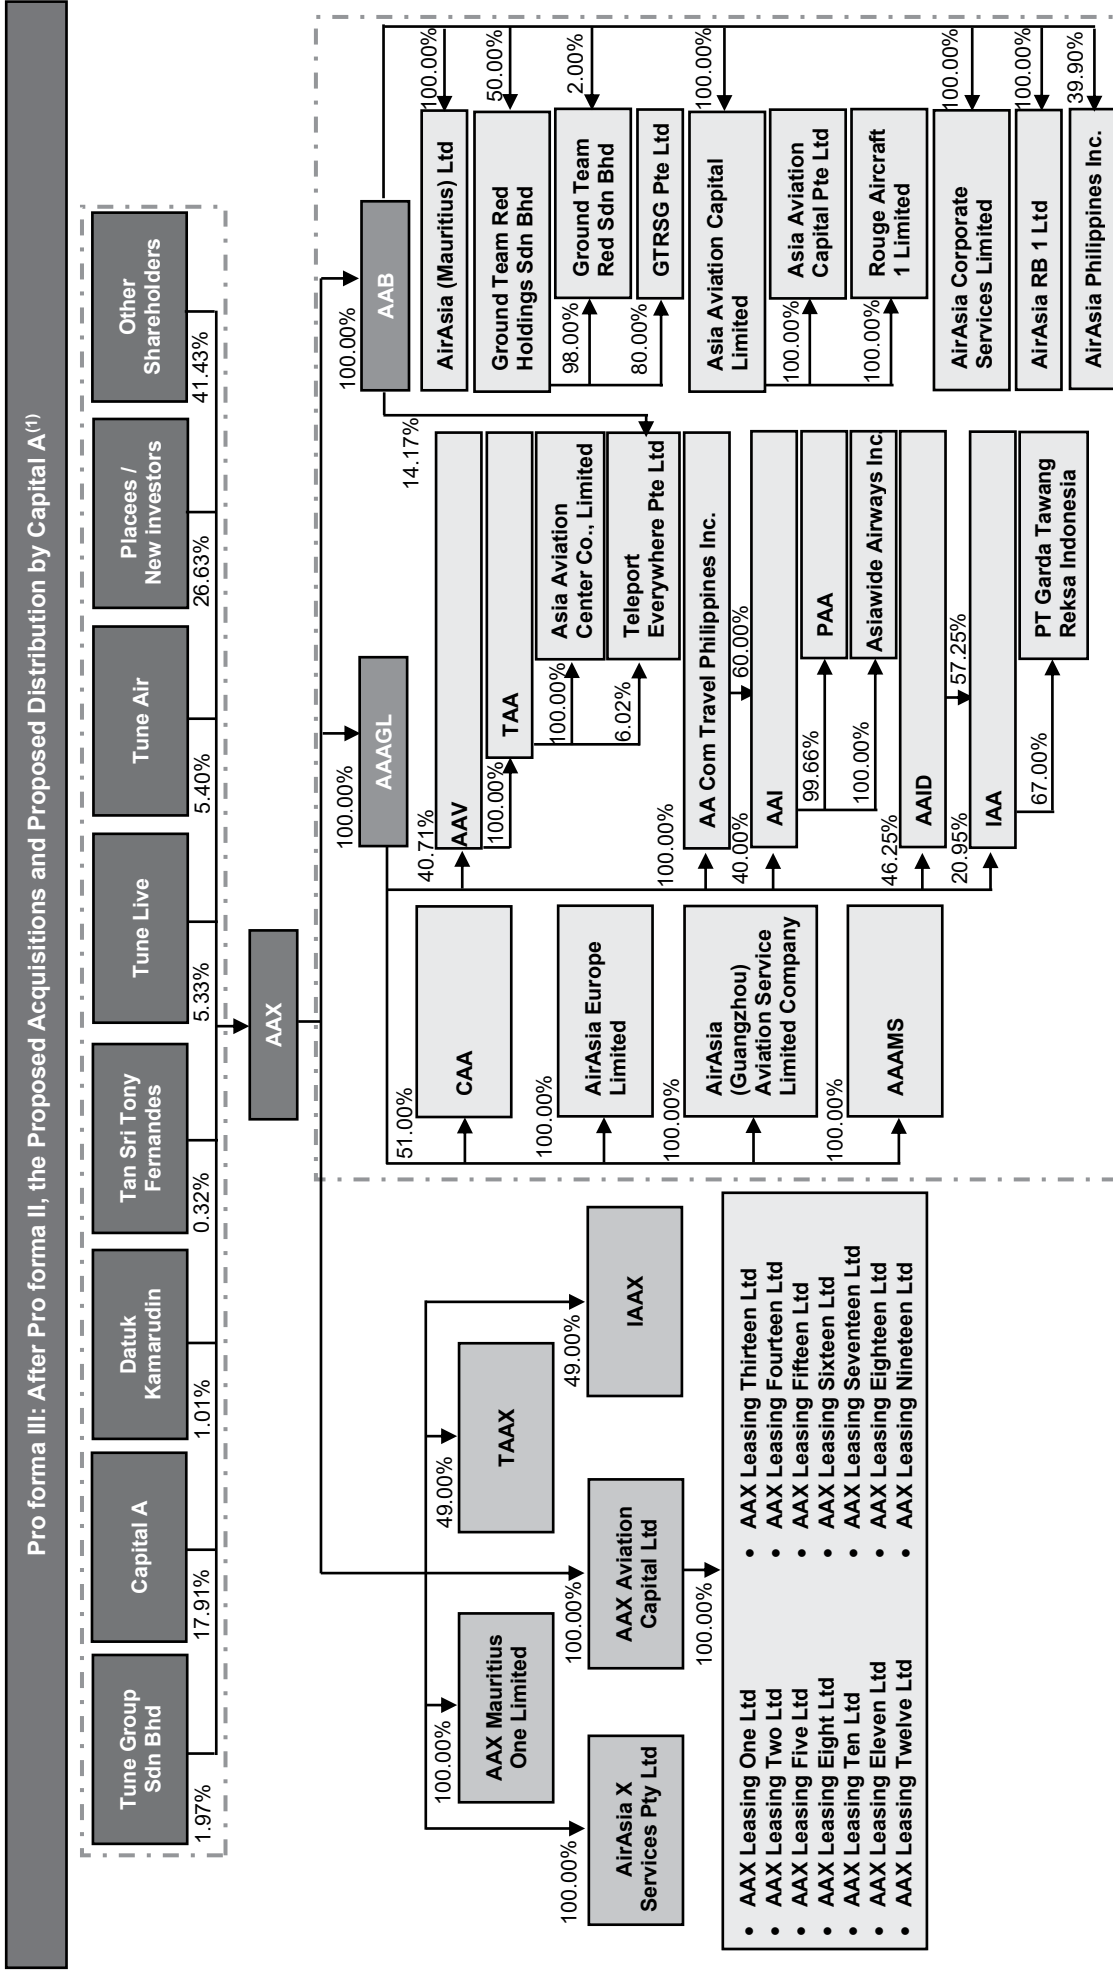 Pro forma III: After Pro forma II, the Proposed Acquisitions and Proposed Distribution by Capital A(1)
Tune Group
Sdn Bhd
Capital A
Datuk
Kamarudin
Tan Sri Tony
Fernandes
Tune Live
Tune Air
Placees /
New investors
Other
Shareholders
1.97%
17.91%
1.01%
0.32%
5.33%
5.40%
26.63%
41.43%
AAX
100.00%
AirAsia X
Services Pty Ltd
100.00%
AAX Mauritius
One Limited
49.00%
TAAX
49.00%
IAAX
100.00%
AAX Aviation
Capital Ltd
100.00%
• AAX Leasing One Ltd
• AAX Leasing Two Ltd
• AAX Leasing Five Ltd
• AAX Leasing Eight Ltd
• AAX Leasing Ten Ltd
• AAX Leasing Eleven Ltd
• AAX Leasing Twelve Ltd
• AAX Leasing Thirteen Ltd
• AAX Leasing Fourteen Ltd
• AAX Leasing Fifteen Ltd
• AAX Leasing Sixteen Ltd
• AAX Leasing Seventeen Ltd
• AAX Leasing Eighteen Ltd
• AAX Leasing Nineteen Ltd
100.00%
AAAGL
51.00%
CAA
100.00%
AirAsia Europe
Limited
100.00%
AirAsia
(Guangzhou)
Aviation Service
Limited Company
100.00%
AAAMS
40.71%
AAV
100.00%
TAA
100.00%
Asia Aviation
Center Co., Limited
6.02%
Teleport
Everywhere Pte Ltd
14.17%
100.00%
AA Com Travel Philippines Inc.
40.00%
60.00%
AAI
99.66%
PAA
100.00%
Asiawide Airways Inc.
46.25%
AAID
20.95%
57.25%
IAA
67.00%
PT Garda Tawang
Reksa Indonesia
100.00%
AAB
100.00%
AirAsia (Mauritius) Ltd
50.00%
Ground Team Red
Holdings Sdn Bhd
98.00%
2.00%
Ground Team
Red Sdn Bhd
80.00%
GTRSG Pte Ltd
100.00%
Asia Aviation Capital
Limited
100.00%
Asia Aviation
Capital Pte Ltd
100.00%
Rouge Aircraft
1 Limited
100.00%
AirAsia Corporate
Services Limited
100.00%
AirAsia RB 1 Ltd
39.90%
AirAsia Philippines Inc.